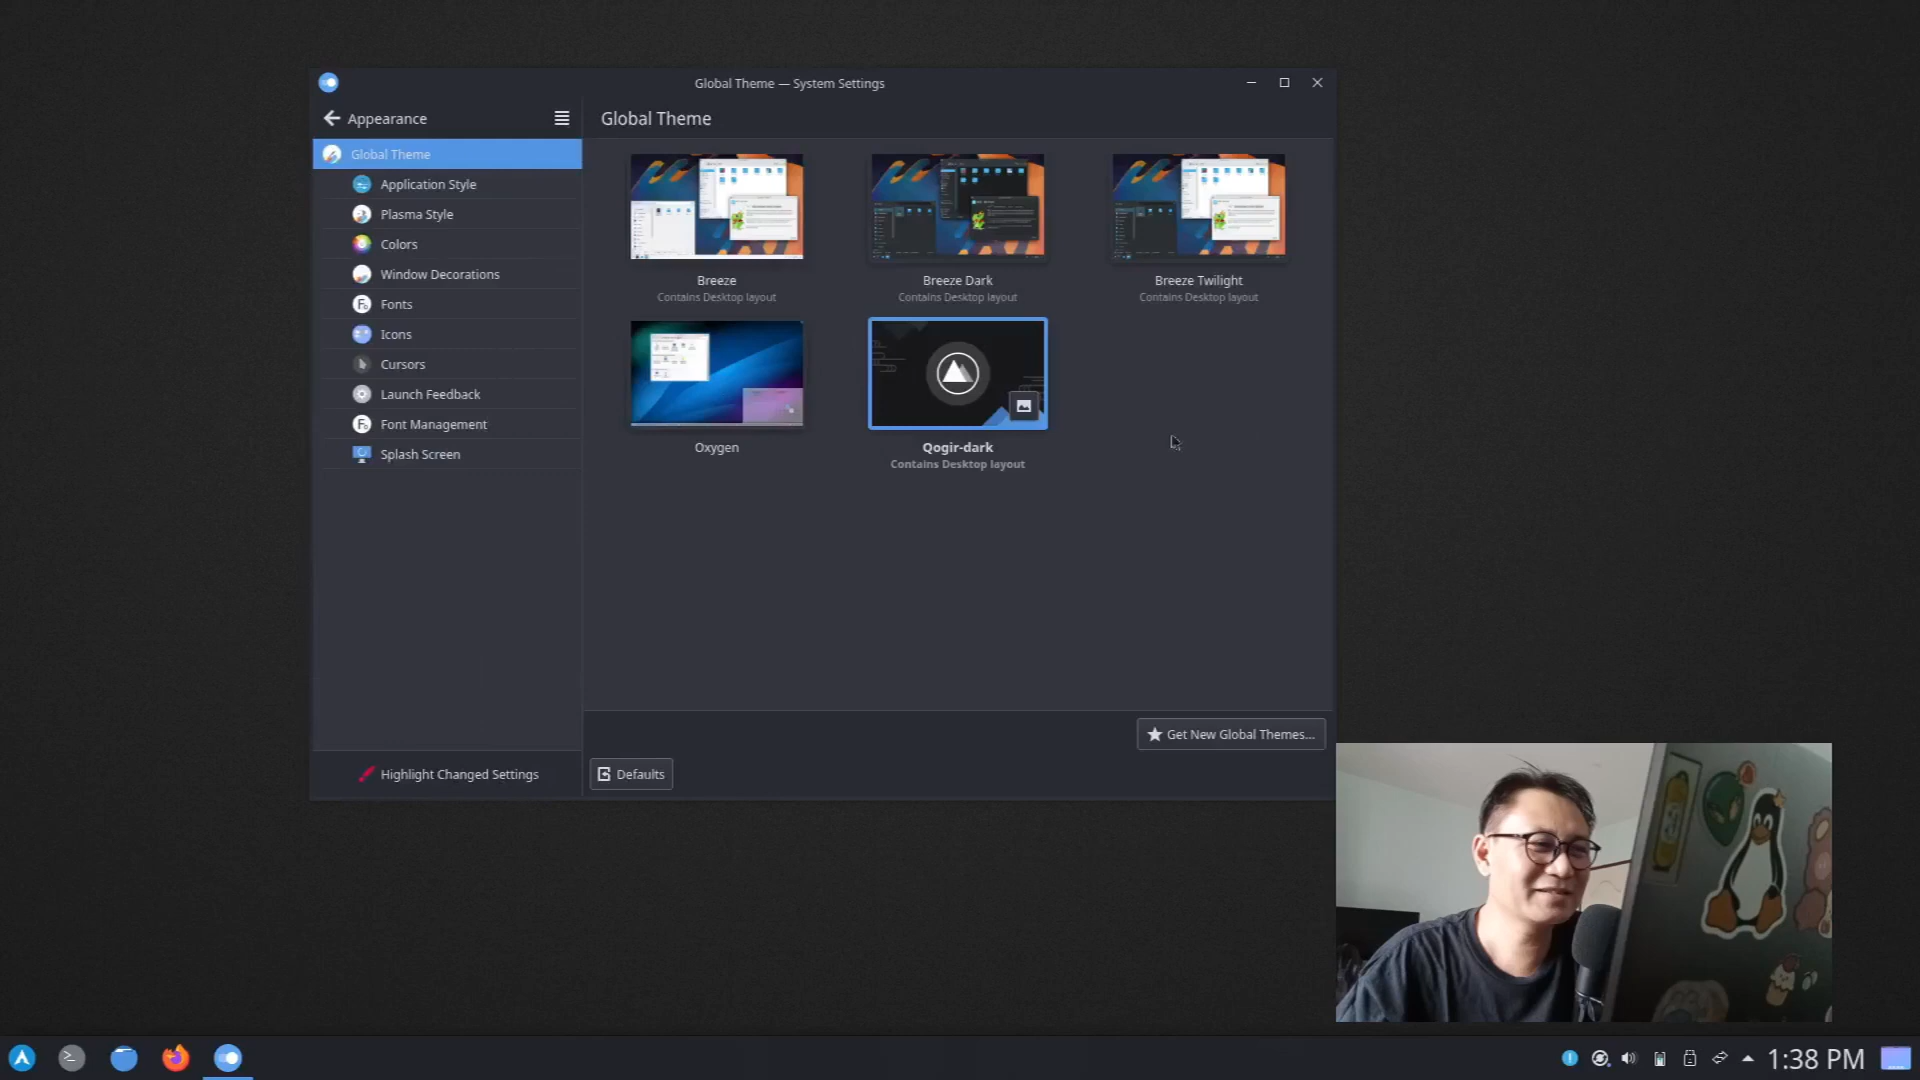 Global Theme — System Settings
Appearance
Global Theme
Global Theme
Application Style
Plasma Style
Colors
Window Decorations
Fonts
Icons
Cursors
Launch Feedback
Font Management
Splash Screen
Breeze
Contains Desktop layout
Breeze Dark
Contains Desktop layout
Breeze Twilight
Contains Desktop layout
Oxygen
Qogir-dark
Contains Desktop layout
Get New Global Themes...
Highlight Changed Settings
Defaults
1:38 PM